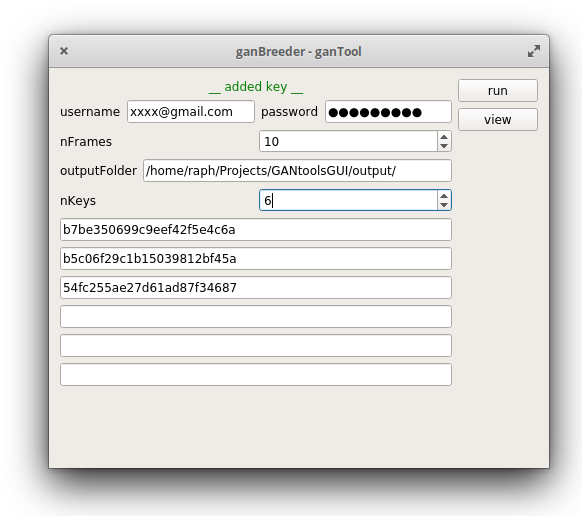 ganBreeder - ganTool
__ added key __
username xxxx@gmail.com password ●●●●●●●●●
run
view
nFrames 10
outputFolder /home/raph/Projects/GANtoolsGUI/output/
nKeys 6
b7be350699c9eef42f5e4c6a
b5c06f29c1b15039812bf45a
54fc255ae27d61ad87f34687